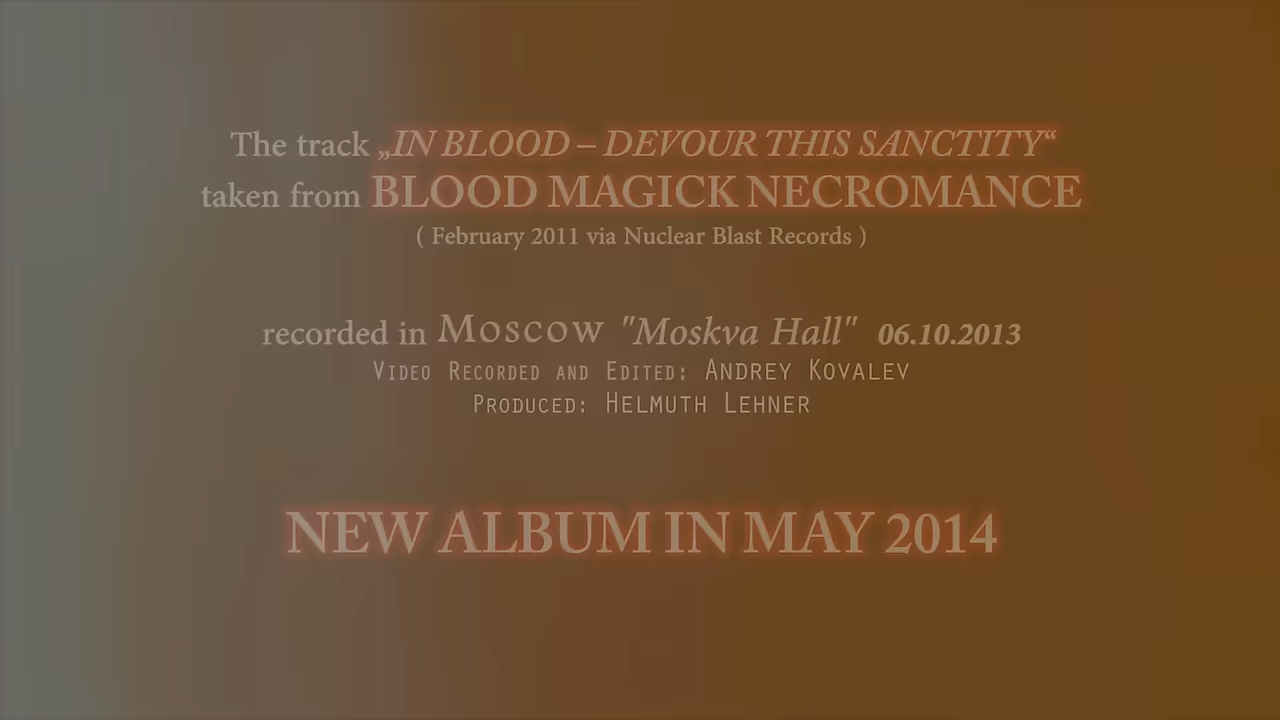 The track „IN BLOOD – DEVOUR THIS SANCTITY“
taken from BLOOD MAGICK NECROMANCE
( February 2011 via Nuclear Blast Records )
recorded in Moscow "Moskva Hall" 06.10.2013
Video Recorded and Edited: Andrey Kovalev
Produced: Helmuth Lehner
NEW ALBUM IN MAY 2014